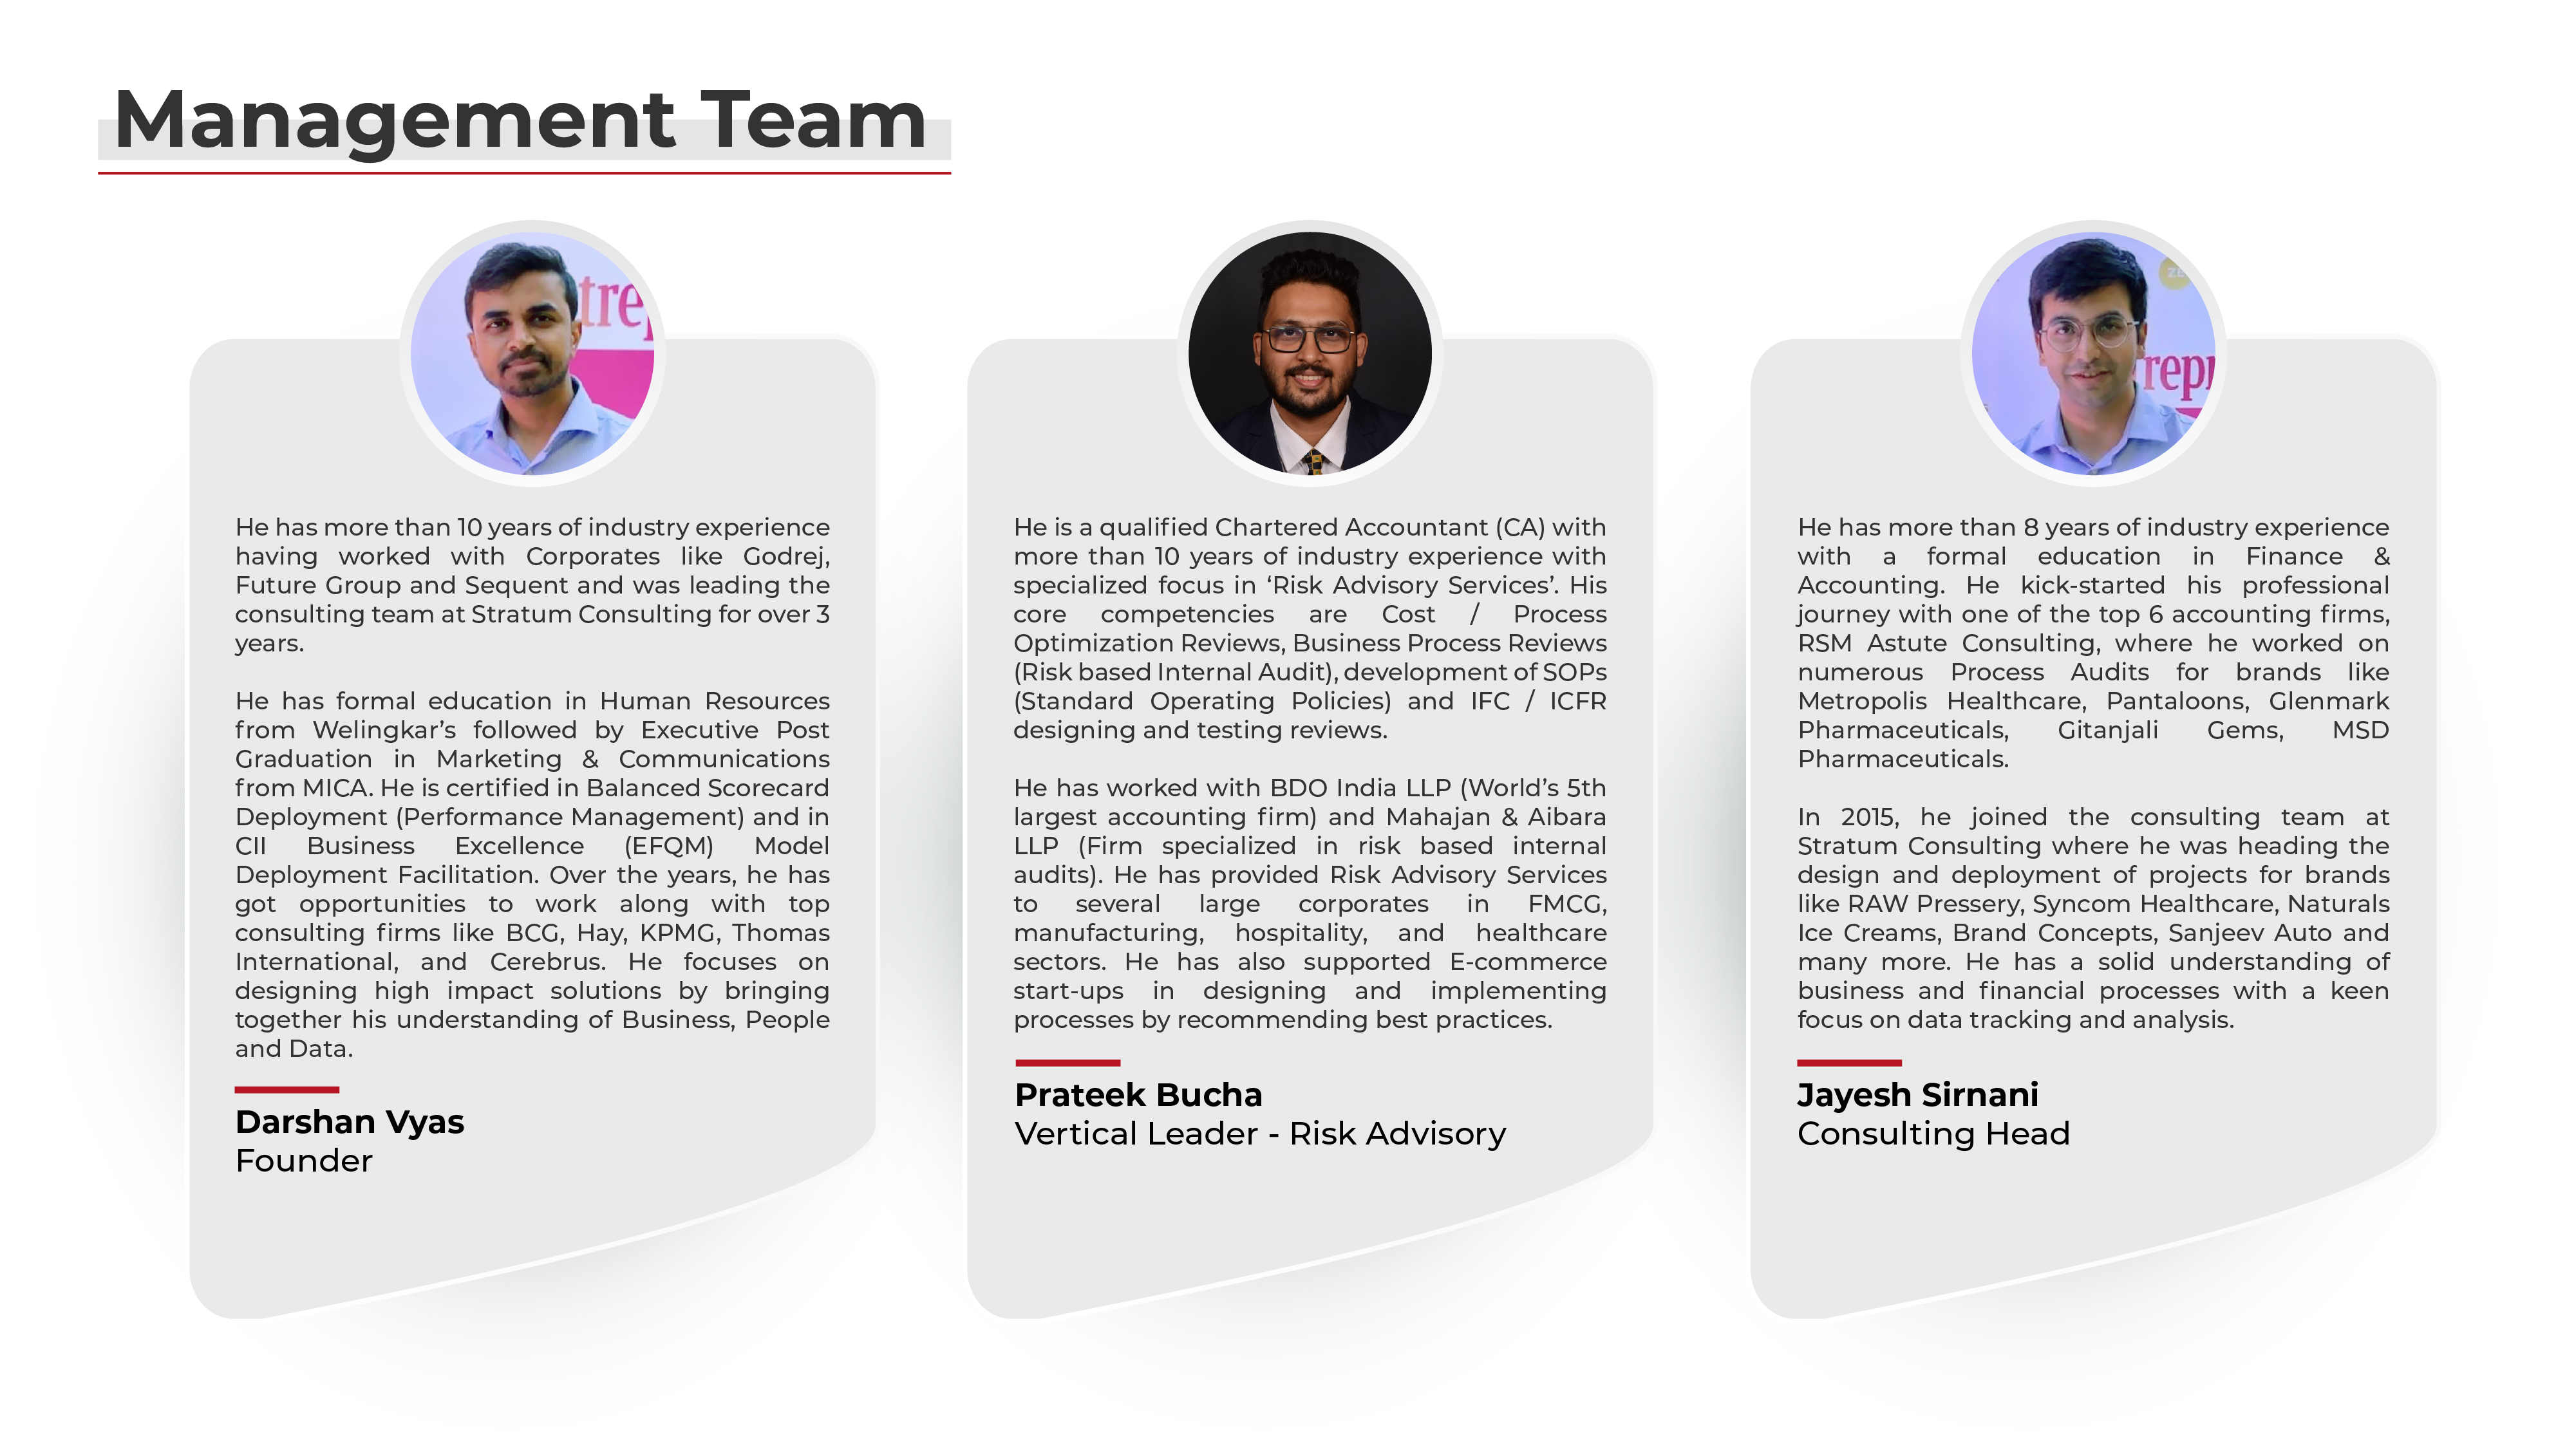 Management Team
tre
He has more than 10 years of industry experience
having worked with Corporates like Godrej,
Future Group and Sequent and was leading the
consulting team at Stratum Consulting for over 3
years.
He has formal education in Human Resources
from Welingkar’s followed by Executive Post
Graduation in Marketing & Communications
from MICA. He is certified in Balanced Scorecard
Deployment (Performance Management) and in
CII Business Excellence (EFQM) Model
Deployment Facilitation. Over the years, he has
got opportunities to work along with top
consulting firms like BCG, Hay, KPMG, Thomas
International, and Cerebrus. He focuses on
designing high impact solutions by bringing
together his understanding of Business, People
and Data.
Darshan Vyas
Founder
He is a qualified Chartered Accountant (CA) with
more than 10 years of industry experience with
specialized focus in ‘Risk Advisory Services’. His
core competencies are Cost / Process
Optimization Reviews, Business Process Reviews
(Risk based Internal Audit), development of SOPs
(Standard Operating Policies) and IFC / ICFR
designing and testing reviews.
He has worked with BDO India LLP (World’s 5th
largest accounting firm) and Mahajan & Aibara
LLP (Firm specialized in risk based internal
audits). He has provided Risk Advisory Services
to several large corporates in FMCG,
manufacturing, hospitality, and healthcare
sectors. He has also supported E-commerce
start-ups in designing and implementing
processes by recommending best practices.
Prateek Bucha
Vertical Leader - Risk Advisory
repr
He has more than 8 years of industry experience
with a formal education in Finance &
Accounting. He kick-started his professional
journey with one of the top 6 accounting firms,
RSM Astute Consulting, where he worked on
numerous Process Audits for brands like
Metropolis Healthcare, Pantaloons, Glenmark
Pharmaceuticals, Gitanjali Gems, MSD
Pharmaceuticals.
In 2015, he joined the consulting team at
Stratum Consulting where he was heading the
design and deployment of projects for brands
like RAW Pressery, Syncom Healthcare, Naturals
Ice Creams, Brand Concepts, Sanjeev Auto and
many more. He has a solid understanding of
business and financial processes with a keen
focus on data tracking and analysis.
Jayesh Sirnani
Consulting Head